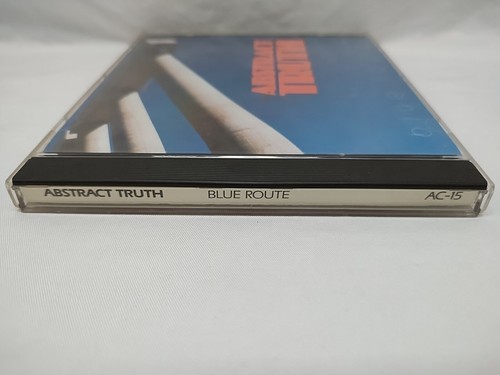 ABSTRACT
TRUTH
ABSTRACT TRUTH BLUE ROUTE AC-15